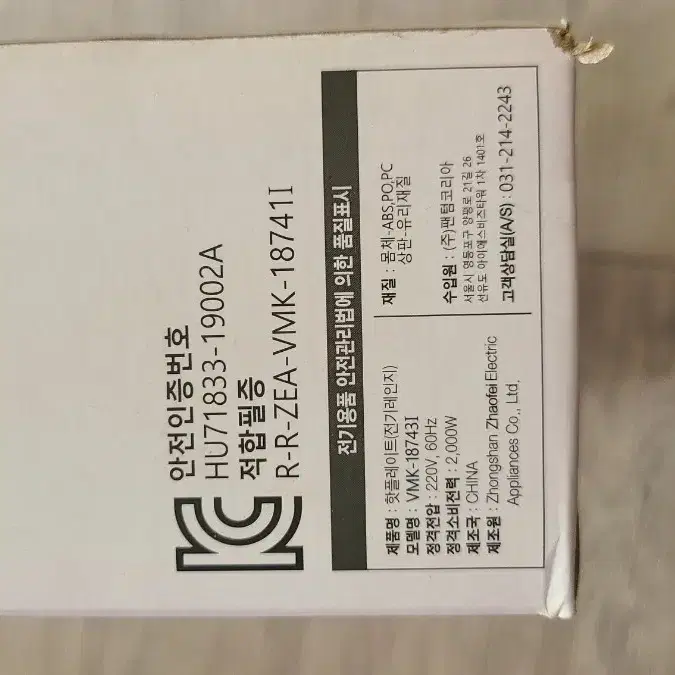 안전인증번호
HU71833-19002A
적합필증
R-R-ZEA-VMK-18741I
전기용품 안전관리법에 의한 품질표시
제품명 : 핫플레이트(전기레인지)
모델명 : VMK-18743I
정격전압 : 220V, 60Hz
정격소비전력 : 2,000W
제조국 : CHINA
제조원 : Zhongshan Zhaofei Electric
Appliances Co., Ltd.
재질 : 몸체-ABS,PO,PC
상판-유리재질
수입원 : (주)팬텀코리아
서울시 영등포구 양평로 21길 26
선유도 아이에스비즈타워 1차 1401호
고객상담실(A/S) : 031-214-2243